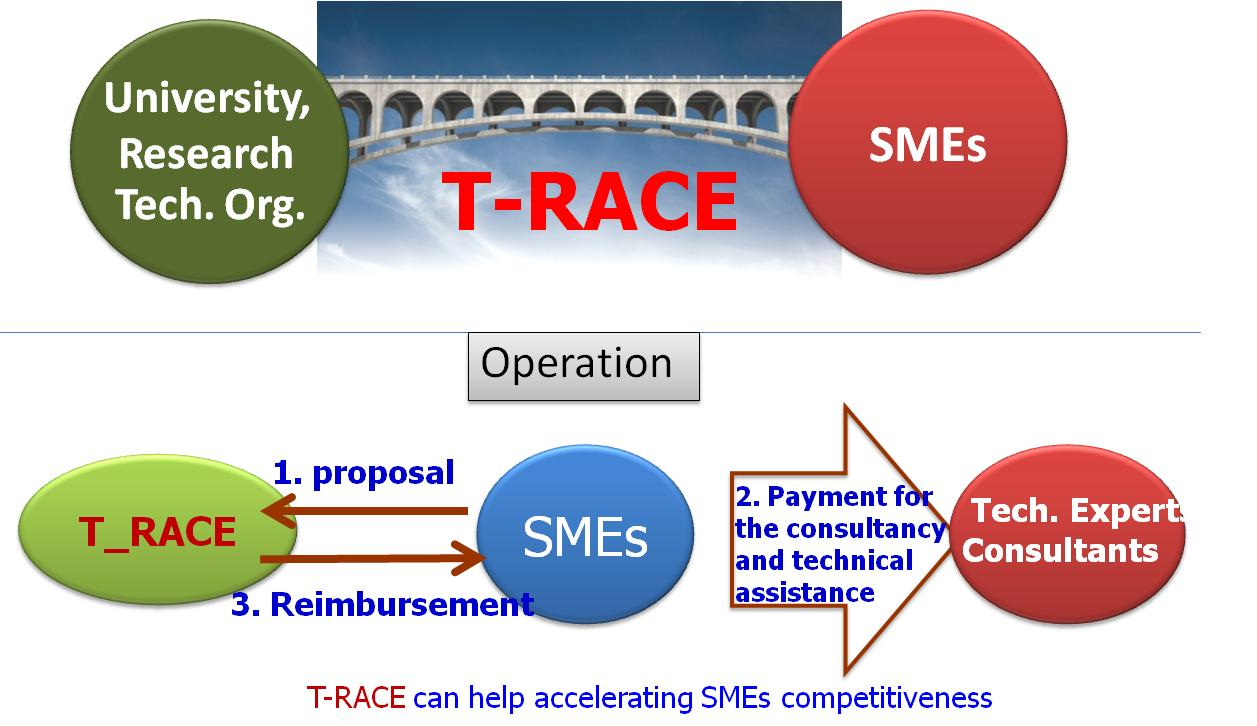 University,
Research
Tech. Org.
T-RACE
SMEs
Operation
T_RACE
1. proposal
3. Reimbursement
SMEs
2. Payment for
the consultancy
and technical
assistance
Tech. Experts
Consultants
T-RACE can help accelerating SMEs competitiveness